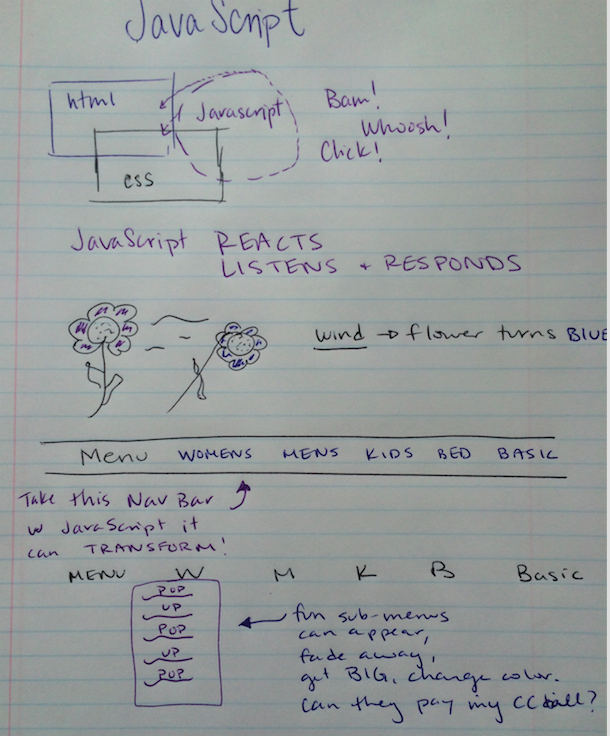 JavaScript
html
Javascript
css
Bam!
Whoosh!
Click!
JavaScript REACTS
LISTENS + RESPONDS
wind → flower turns BLUE
Menu WOMENS MENS KIDS BED BASIC
Take this Nav Bar
w JavaScript it
can TRANSFORM!
MENU W M K B Basic
POP
UP
POP
UP
POP
fun sub-menus
can appear,
fade away,
get BIG, change color.
can they pay my CC bill?